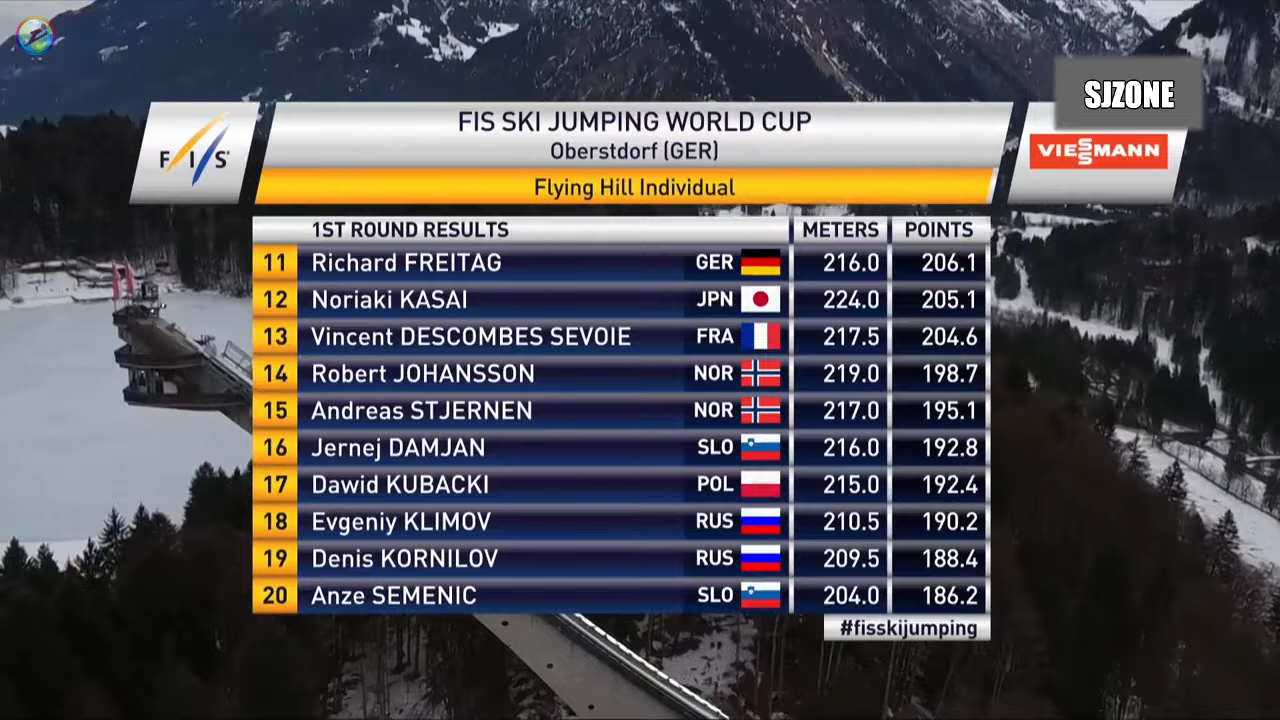 SJZONE
FIS
FIS SKI JUMPING WORLD CUP
Oberstdorf (GER)
Flying Hill Individual
VIESSMANN
1ST ROUND RESULTS METERS POINTS
11 Richard FREITAG GER 216.0 206.1
12 Noriaki KASAI JPN 224.0 205.1
13 Vincent DESCOMBES SEVOIE FRA 217.5 204.6
14 Robert JOHANSSON NOR 219.0 198.7
15 Andreas STJERNEN NOR 217.0 195.1
16 Jernej DAMJAN SLO 216.0 192.8
17 Dawid KUBACKI POL 215.0 192.4
18 Evgeniy KLIMOV RUS 210.5 190.2
19 Denis KORNILOV RUS 209.5 188.4
20 Anze SEMENIC SLO 204.0 186.2
#fisskijumping